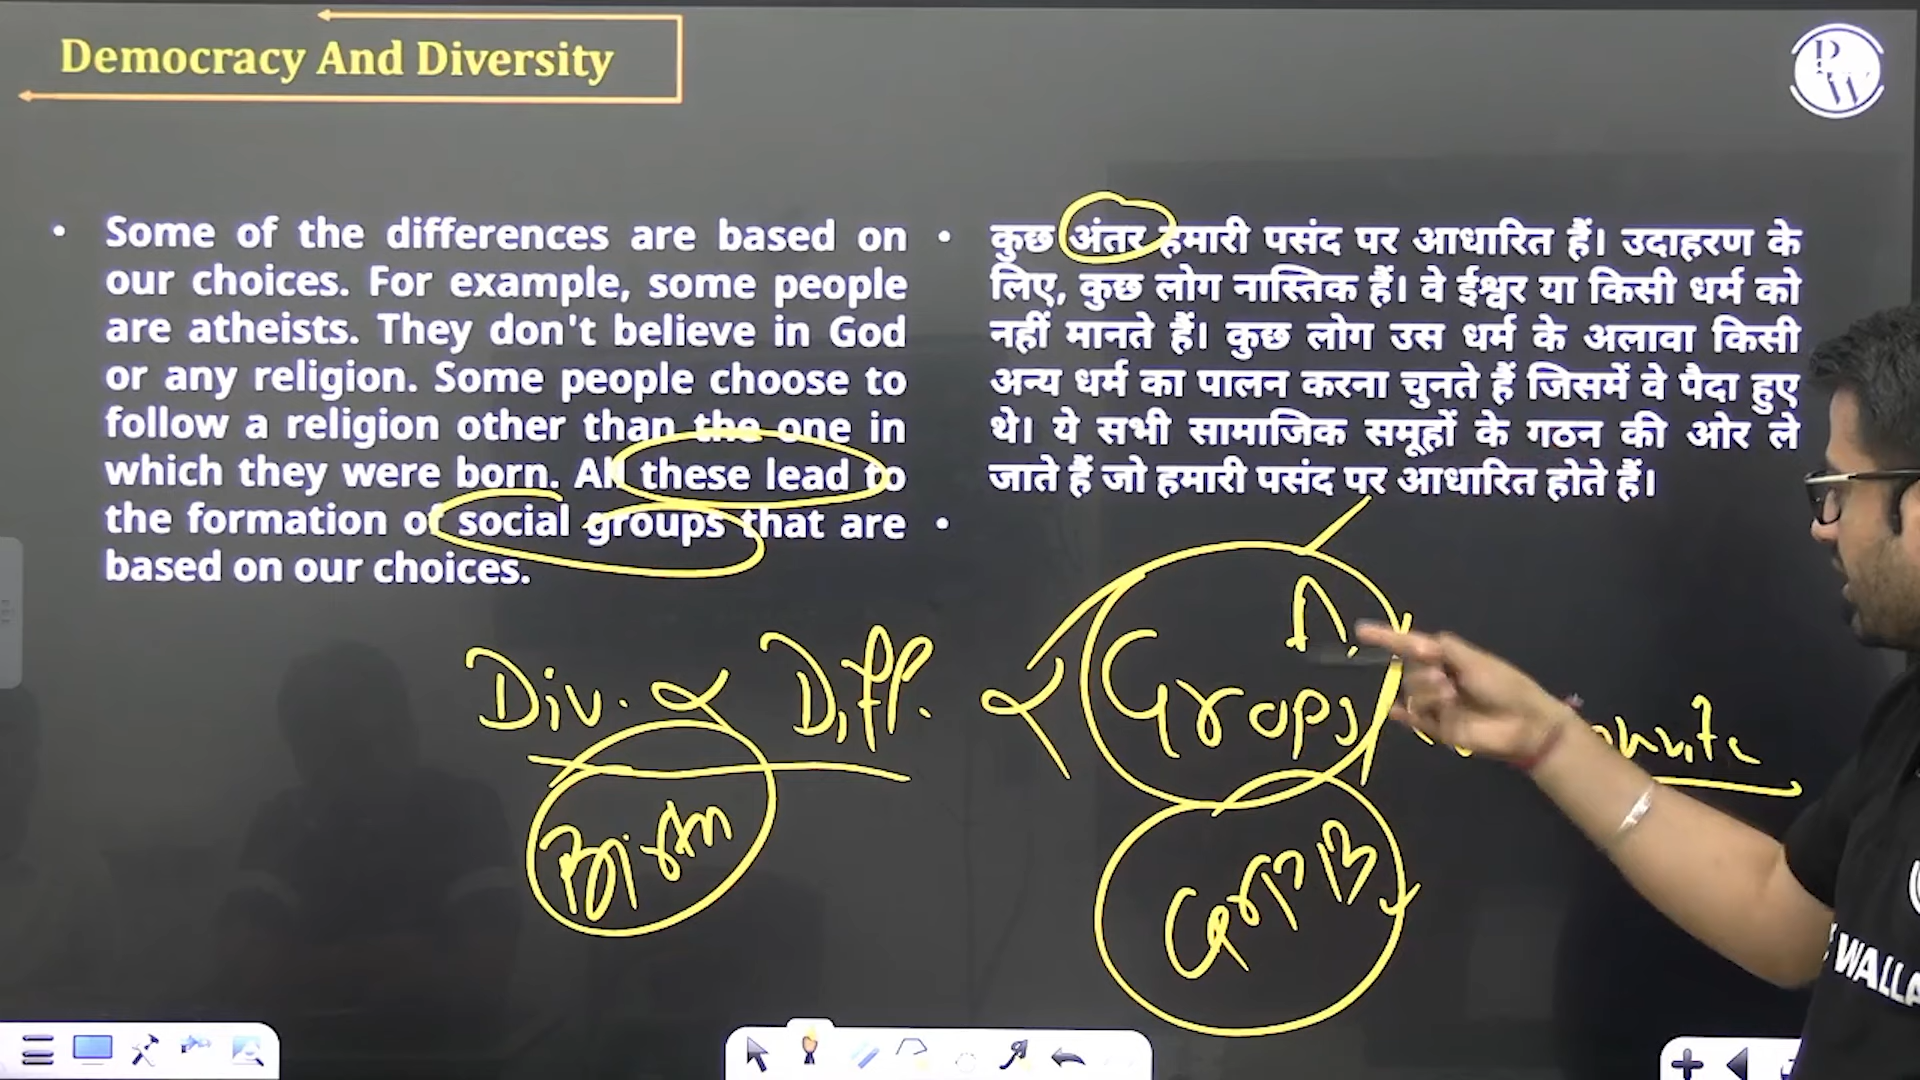 Democracy And Diversity
PW
• Some of the differences are based on
our choices. For example, some people
are atheists. They don't believe in God
or any religion. Some people choose to
follow a religion other than the one in
which they were born. All these lead to
the formation of social groups that are
based on our choices.
• कुछ अंतर हमारी पसंद पर आधारित हैं। उदाहरण के
लिए, कुछ लोग नास्तिक हैं। वे ईश्वर या किसी धर्म को
नहीं मानते हैं। कुछ लोग उस धर्म के अलावा किसी
अन्य धर्म का पालन करना चुनते हैं जिसमें वे पैदा हुए
थे। ये सभी सामाजिक समूहों के गठन की ओर ले
जाते हैं जो हमारी पसंद पर आधारित होते हैं।
•
Div. & Diff.
Birth
A
Grops
Grp B
WALLA